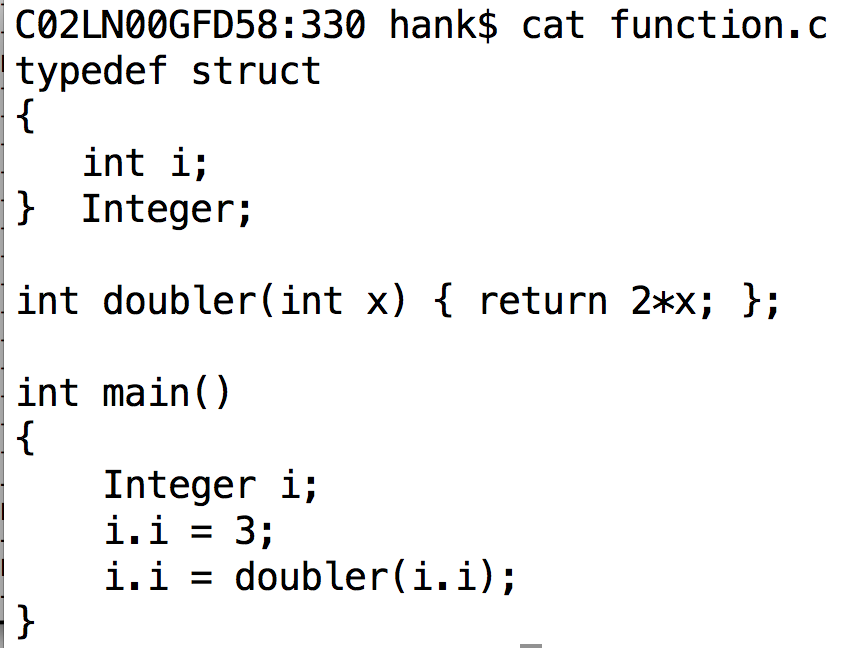 C02LN00GFD58:330 hank$ cat function.c
typedef struct
{
   int i;
}  Integer;

int doubler(int x) { return 2*x; };

int main()
{
    Integer i;
    i.i = 3;
    i.i = doubler(i.i);
}